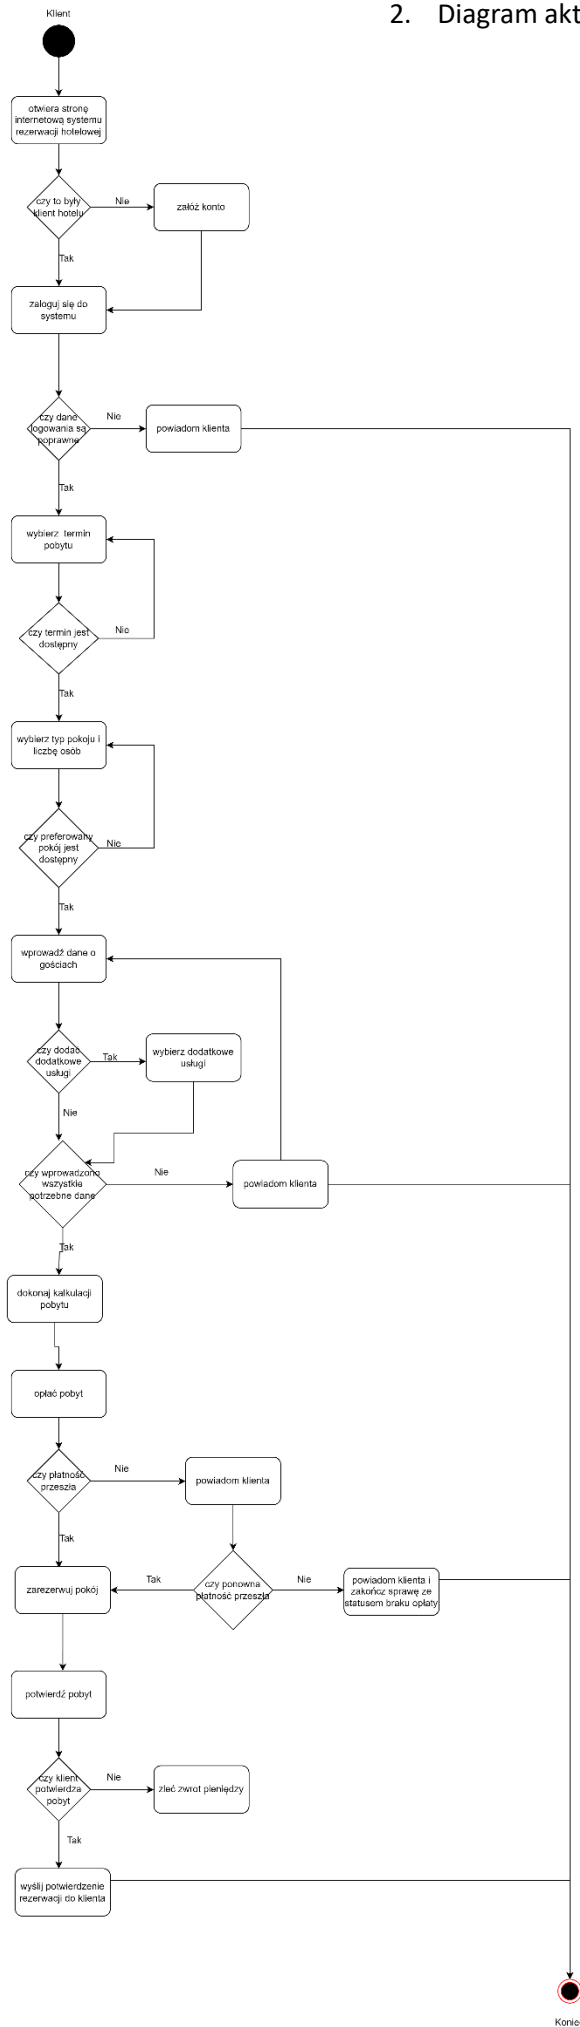 2. Diagram akt
Klient
otwiera stronę
internetową systemu
rezerwacji hotelowej
czy to były
klient hotelu
Nie
załóż konto
Tak
zaloguj się do
systemu
czy dane
logowania są
poprawne
Nie
powiadom klienta
Tak
wybierz termin
pobytu
czy termin jest
dostępny
Nie
Tak
wybierz typ pokoju i
liczbę osób
czy preferowany
pokój jest
dostępny
Nie
Tak
wprowadź dane o
gościach
czy dodać
dodatkowe
usługi
Tak
wybierz dodatkowe
usługi
Nie
czy wprowadzono
wszystkie
potrzebne dane
Nie
powiadom klienta
Tak
dokonaj kalkulacji
pobytu
opłać pobyt
czy płatność
przeszła
Nie
powiadom klienta
Tak
zarezerwuj pokój
Tak
czy ponowna
płatność przeszła
Nie
powiadom klienta i
zakończ sprawę ze
statusem braku opłaty
potwierdź pobyt
czy klient
potwierdza
pobyt
Nie
zleć zwrot pieniędzy
Tak
wyślij potwierdzenie
rezerwacji do klienta
Konie